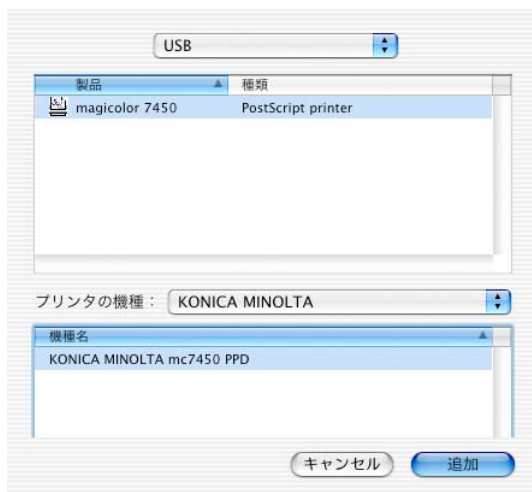 USB
製品 種類
magicolor 7450 PostScript printer
プリンタの機種： KONICA MINOLTA
機種名
KONICA MINOLTA mc7450 PPD
キャンセル 追加